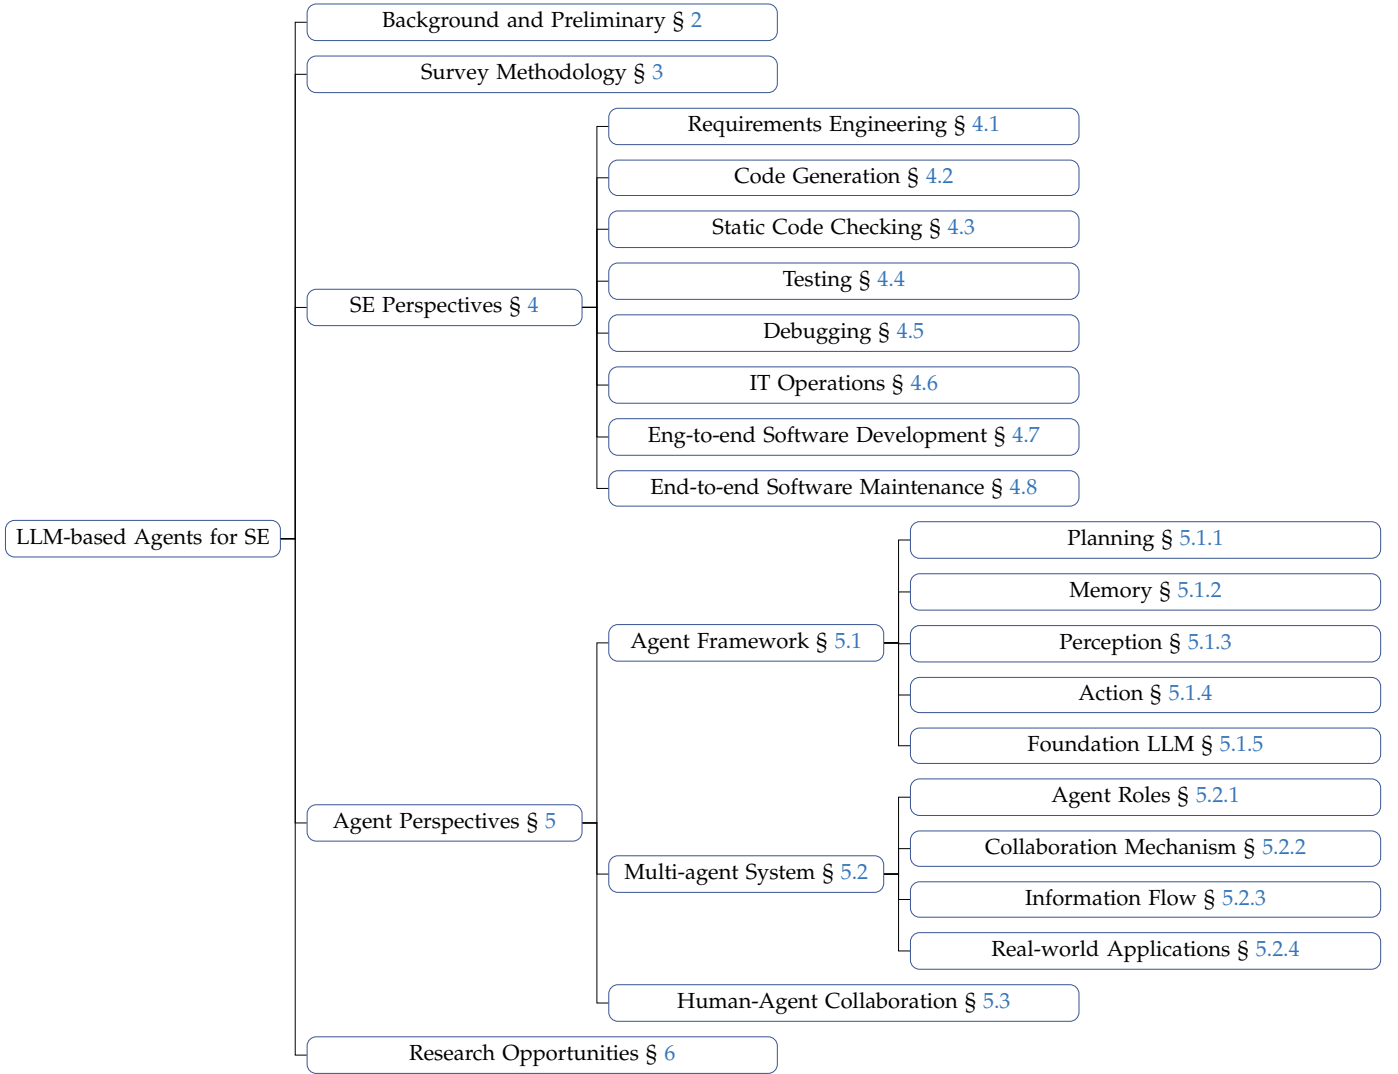 Background and Preliminary § 2
Survey Methodology § 3
Requirements Engineering § 4.1
Code Generation § 4.2
Static Code Checking § 4.3
Testing § 4.4
SE Perspectives § 4
Debugging § 4.5
IT Operations § 4.6
Eng-to-end Software Development § 4.7
End-to-end Software Maintenance § 4.8
LLM-based Agents for SE
Planning § 5.1.1
Memory § 5.1.2
Agent Framework § 5.1
Perception § 5.1.3
Action § 5.1.4
Foundation LLM § 5.1.5
Agent Perspectives § 5
Agent Roles § 5.2.1
Collaboration Mechanism § 5.2.2
Multi-agent System § 5.2
Information Flow § 5.2.3
Real-world Applications § 5.2.4
Human-Agent Collaboration § 5.3
Research Opportunities § 6